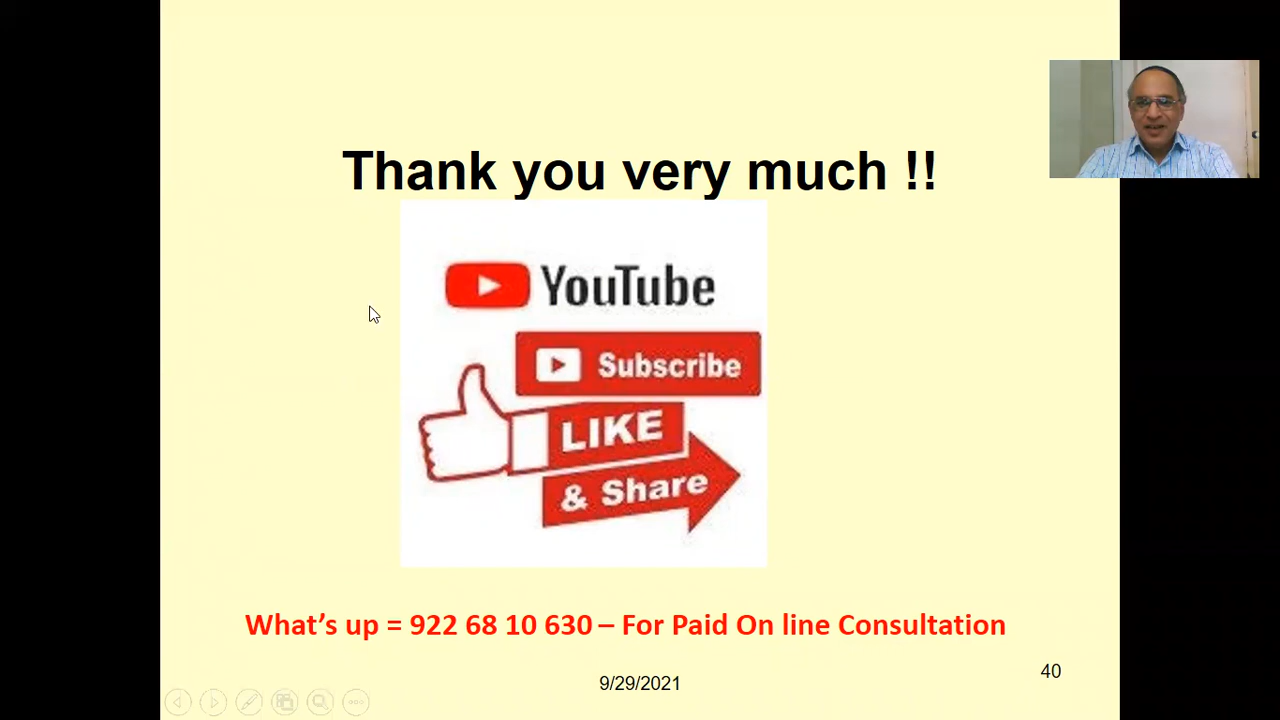 Thank you very much !!
YouTube
Subscribe
LIKE
& Share
What's up = 922 68 10 630 – For Paid On line Consultation
40
9/29/2021